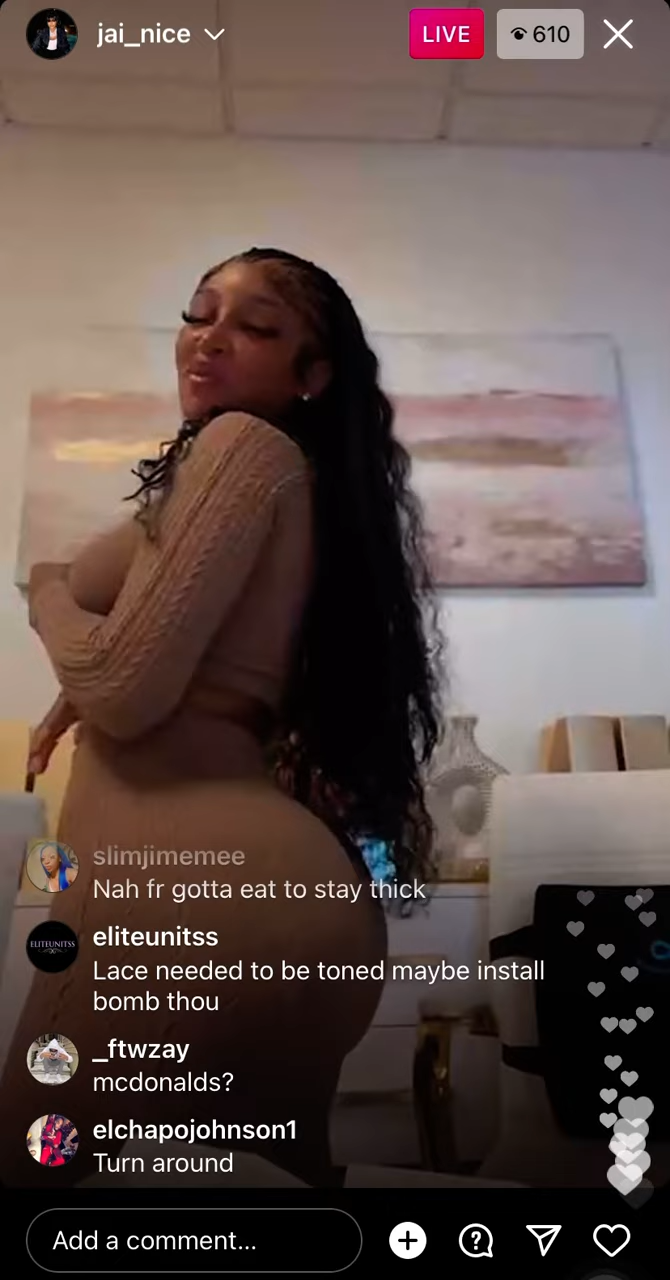 jai_nice
LIVE
610
slimjimemee
Nah fr gotta eat to stay thick
eliteunitss
ELITEUNITSS
Lace needed to be toned maybe install
bomb thou
_ftwzay
mcdonalds?
elchapojohnson1
Turn around
Add a comment...